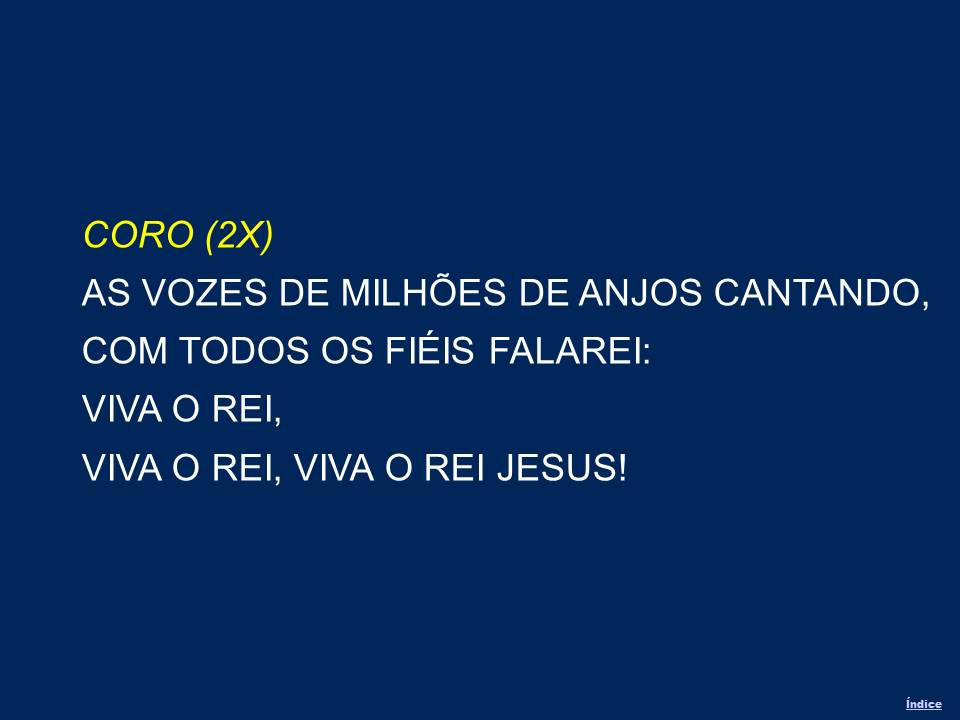 CORO (2X)
AS VOZES DE MILHÕES DE ANJOS CANTANDO,
COM TODOS OS FIÉIS FALAREI:
VIVA O REI,
VIVA O REI, VIVA O REI JESUS!
Índice